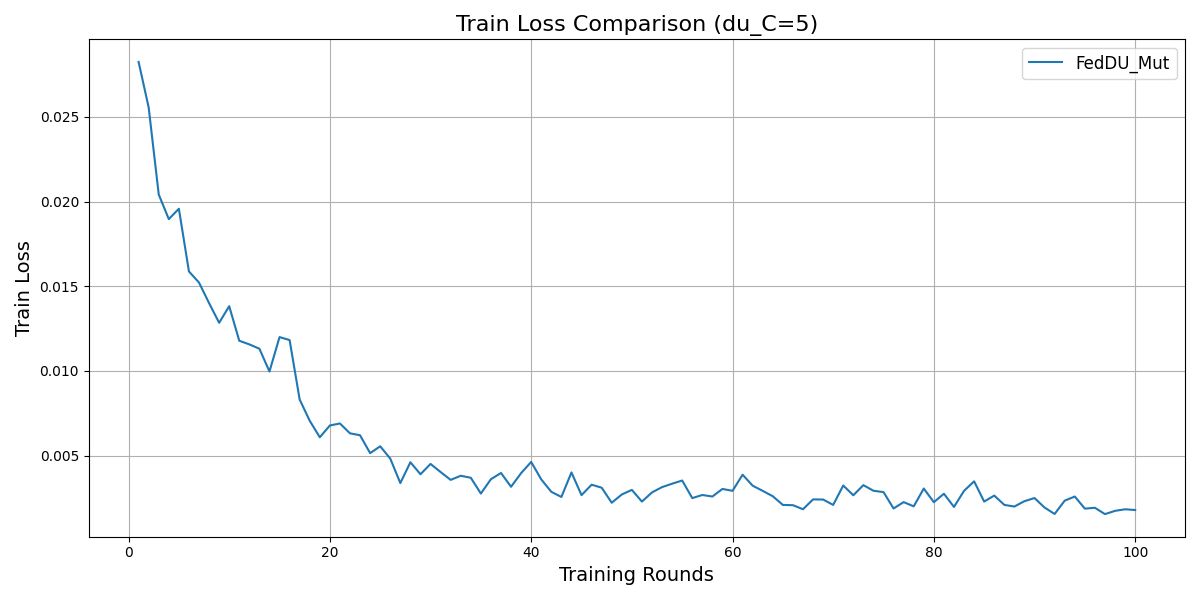 Train Loss Comparison (du_C=5)
FedDU_Mut
Train Loss
0.025
0.020
0.015
0.010
0.005
0 20 40 60 80 100
Training Rounds